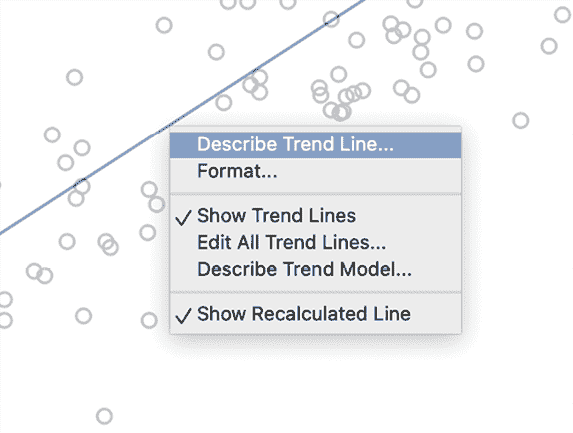 Describe Trend Line...
Format...
Show Trend Lines
Edit All Trend Lines...
Describe Trend Model...
Show Recalculated Line